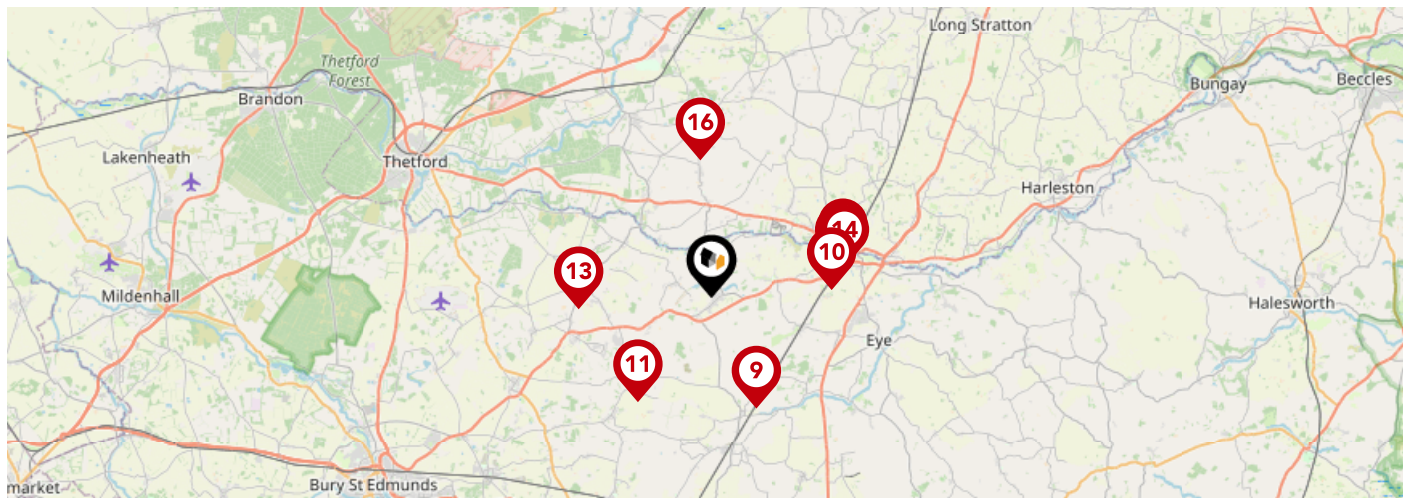 Long Stratton
Thetford
Forest
Bungay
Beccles
Brandon
16
Lakenheath
Thetford
Harleston
14
10
13
Mildenhall
Halesworth
Eye
11
9
Bury St Edmunds
market